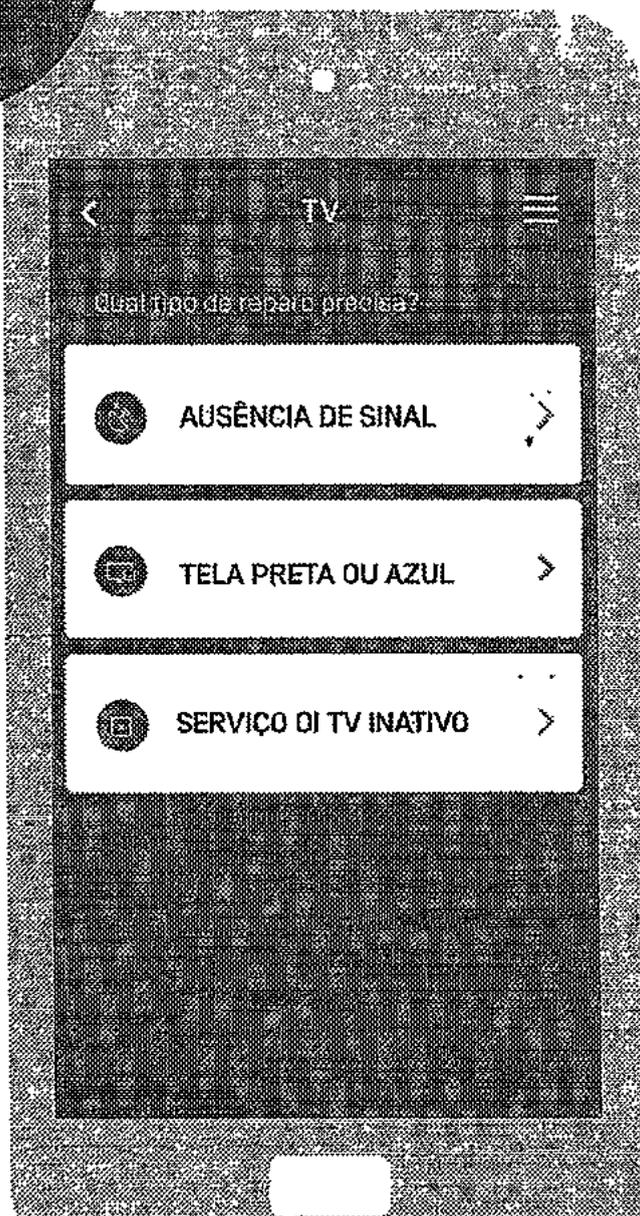 TV
Qual tipo de reparo precisa?
AUSÊNCIA DE SINAL
TELA PRETA OU AZUL
SERVIÇO OI TV INATIVO